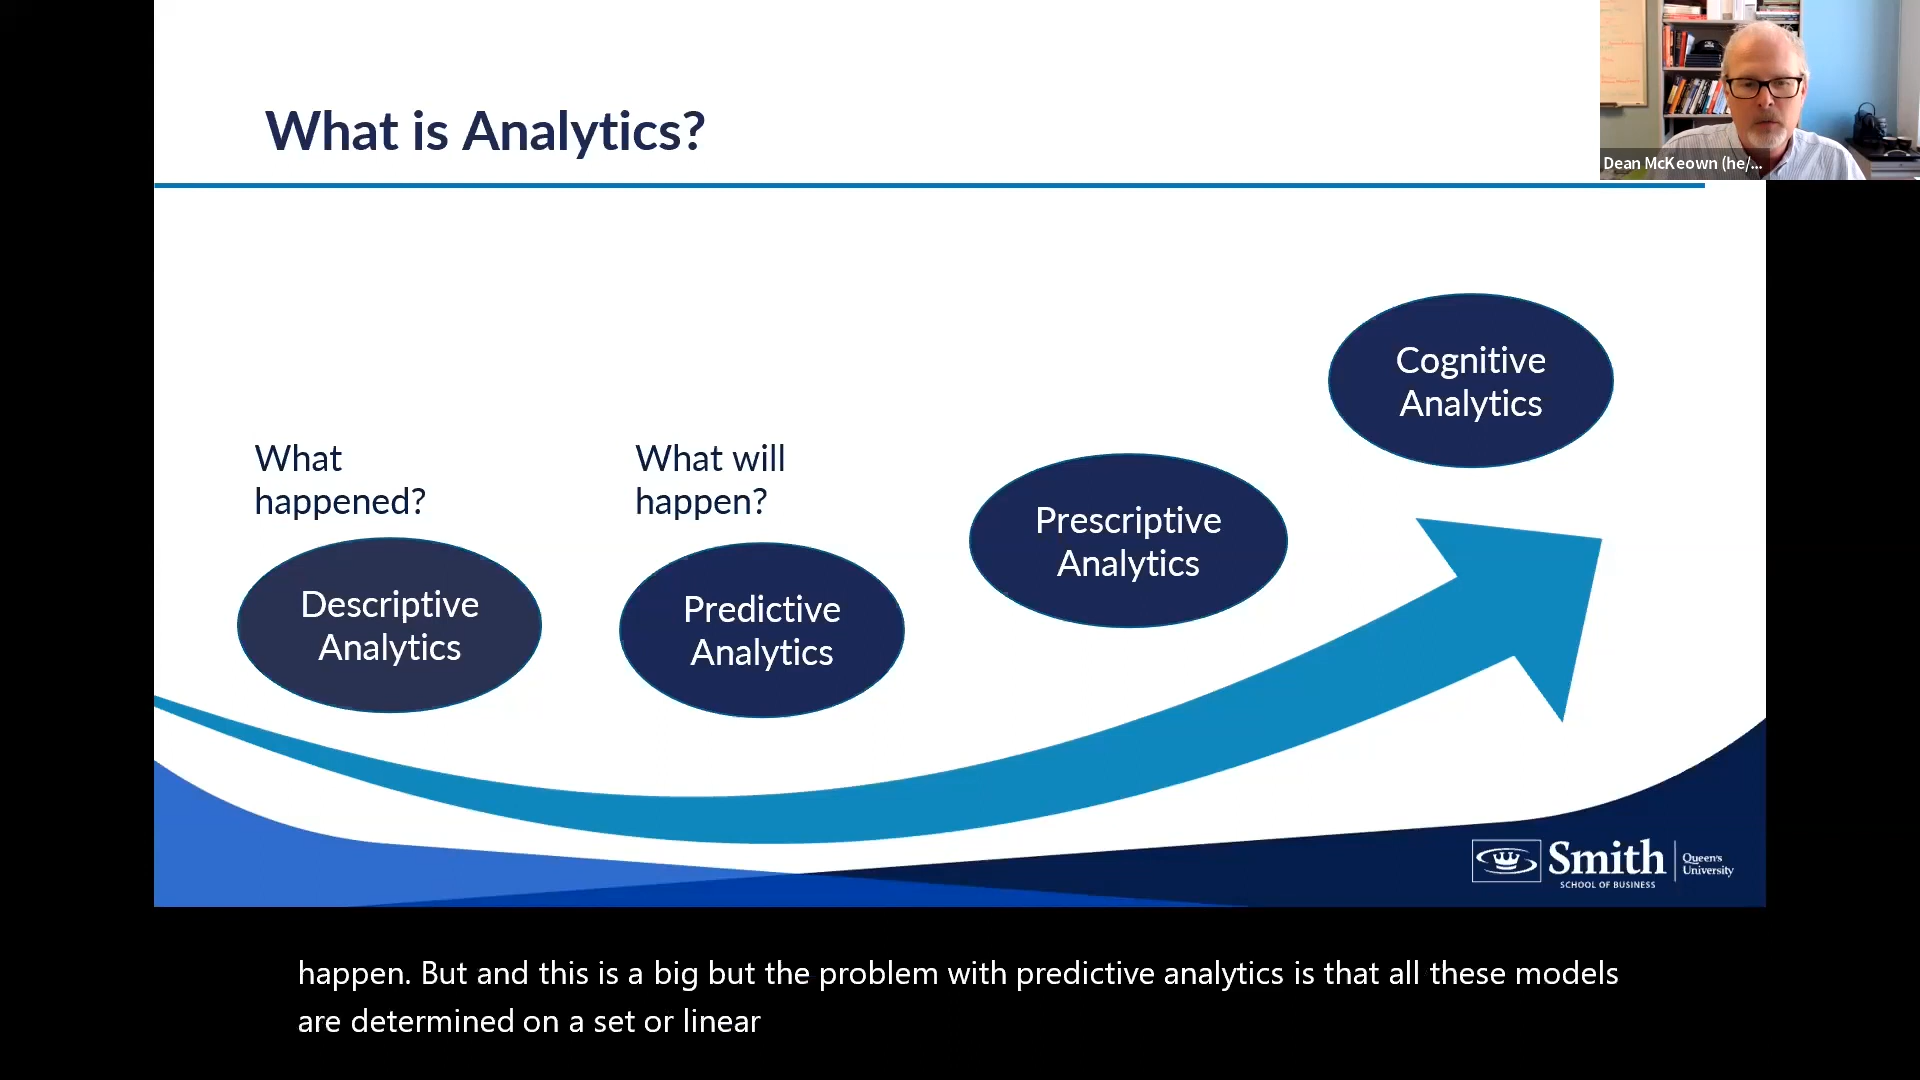 What is Analytics?
Dean McKeown (he/...
Cognitive
Analytics
What
happened?
What will
happen?
Prescriptive
Analytics
Descriptive
Analytics
Predictive
Analytics
Smith
SCHOOL OF BUSINESS
Queen's
University
happen. But and this is a big but the problem with predictive analytics is that all these models
are determined on a set or linear